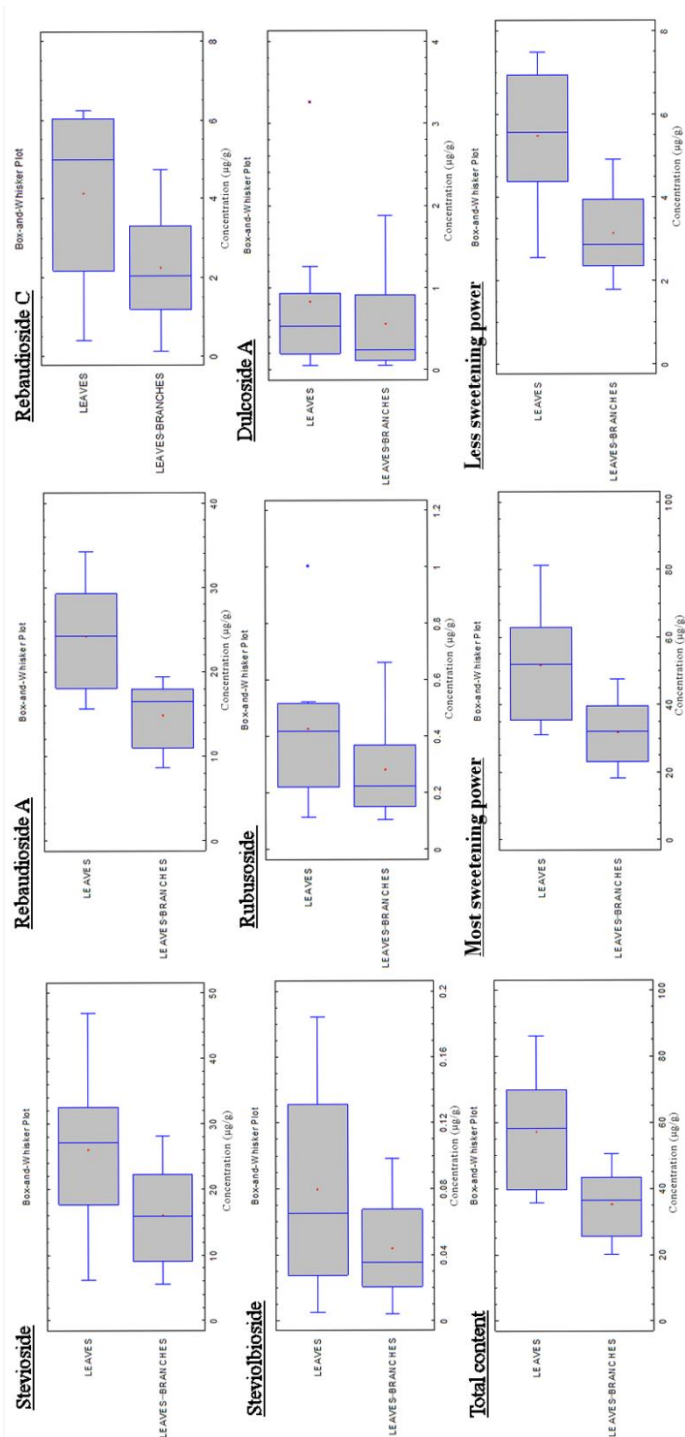 Stevioside
Box-and-Whisker Plot
LEAVES
LEAVES-BRANCHES
0 10 20 30 40 50
Concentration (µg/g)
Rebaudioside A
Box-and-Whisker Plot
LEAVES
LEAVES-BRANCHES
0 10 20 30 40
Concentration (µg/g)
Rebaudioside C
Box-and-Whisker Plot
LEAVES
LEAVES-BRANCHES
0 2 4 6 8
Concentration (µg/g)
Steviolbioside
Box-and-Whisker Plot
LEAVES
LEAVES-BRANCHES
0 0.04 0.08 0.12 0.16 0.2
Concentration (µg/g)
Rubusoside
Box-and-Whisker Plot
LEAVES
LEAVES-BRANCHES
0 0.2 0.4 0.6 0.8 1 1.2
Concentration (µg/g)
Dulcoside A
Box-and-Whisker Plot
LEAVES
LEAVES-BRANCHES
0 1 2 3 4
Concentration (µg/g)
Total content
Box-and-Whisker Plot
LEAVES
LEAVES-BRANCHES
0 20 40 60 80 100
Concentration (µg/g)
Most sweetening power
Box-and-Whisker Plot
LEAVES
LEAVES-BRANCHES
0 20 40 60 80 100
Concentration (µg/g)
Less sweetening power
Box-and-Whisker Plot
LEAVES
LEAVES-BRANCHES
0 2 4 6 8
Concentration (µg/g)